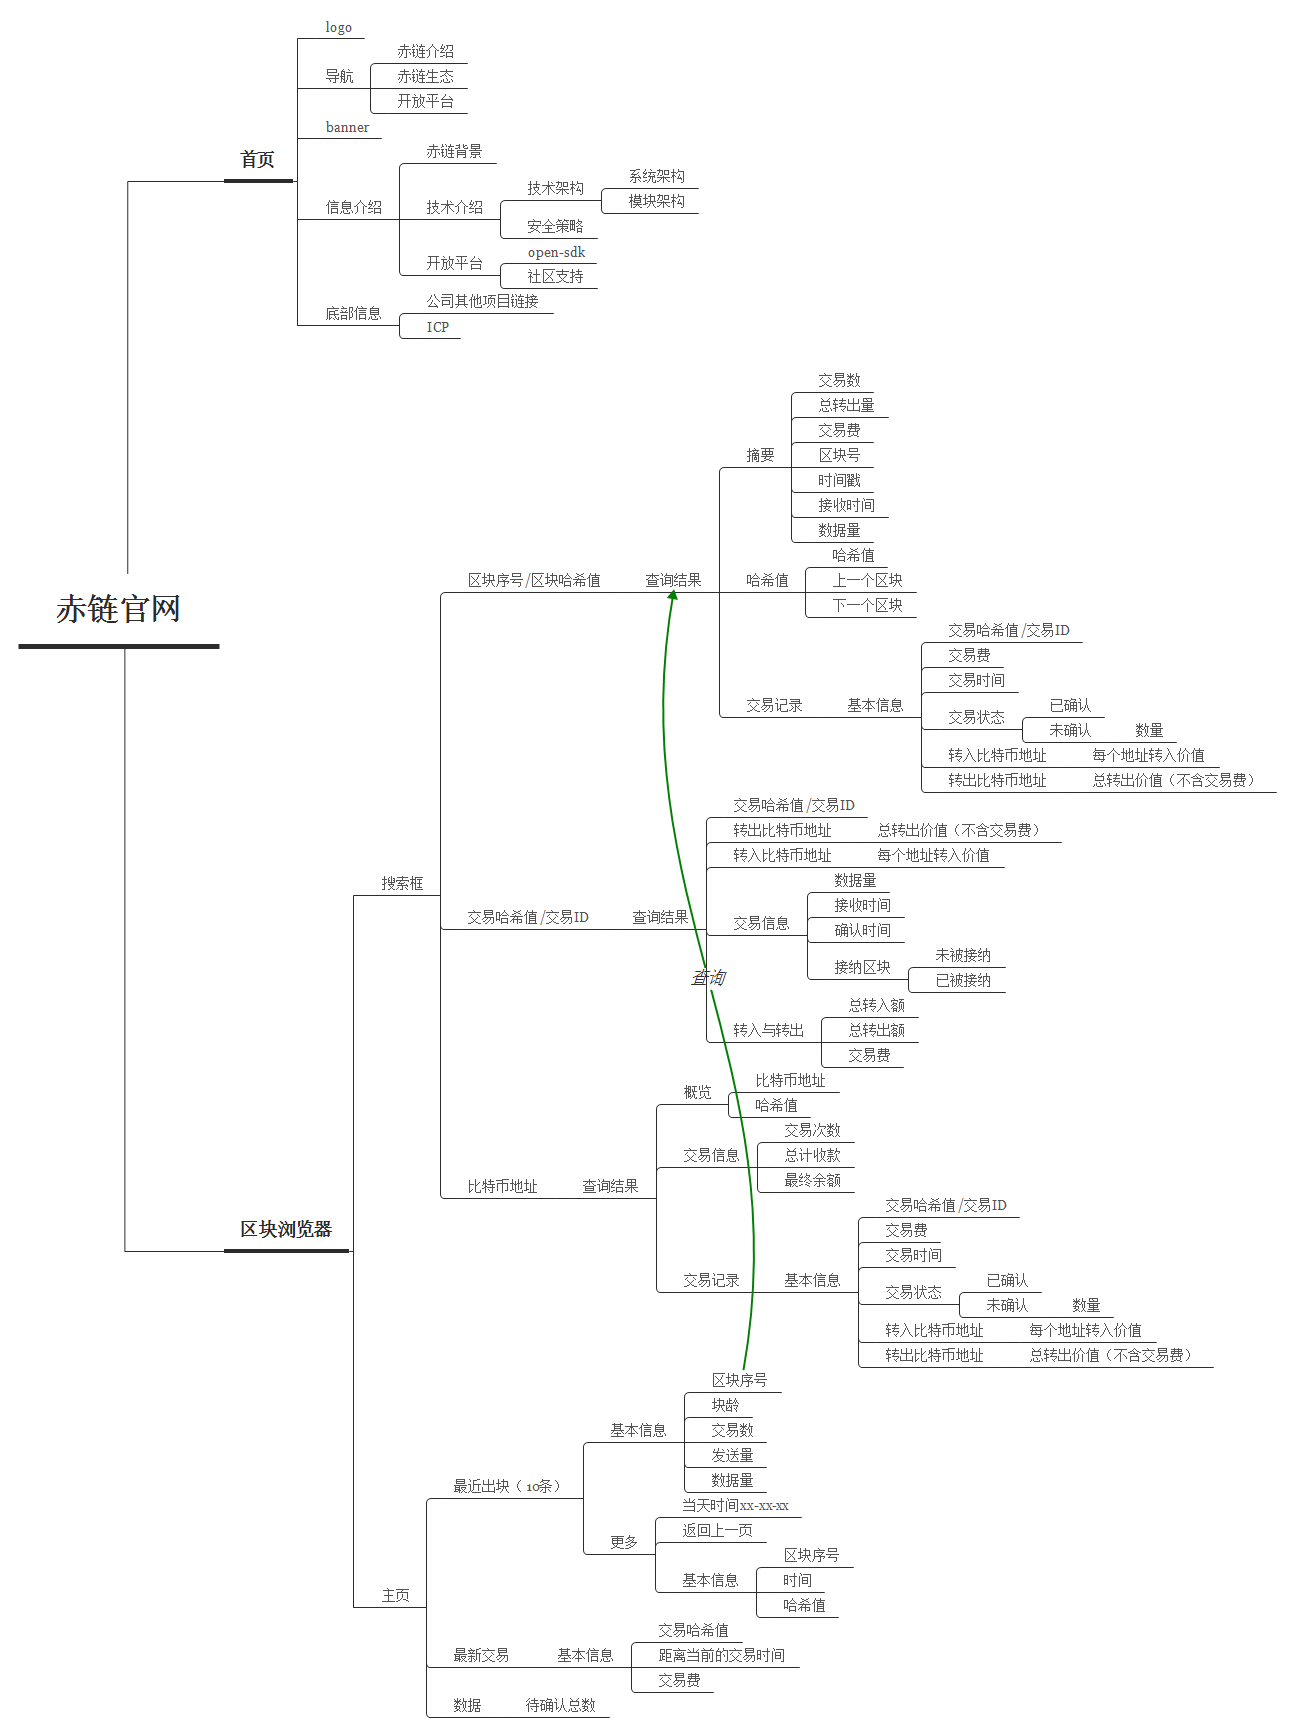 logo
赤链介绍
导航
赤链生态
开放平台
banner
首页
赤链背景
系统架构
技术架构
模块架构
信息介绍
技术介绍
安全策略
open-sdk
开放平台
社区支持
公司其他项目链接
底部信息
ICP
赤链官网
交易数
总转出量
交易费
摘要
区块号
时间戳
接收时间
数据量
哈希值
区块序号/区块哈希值
查询结果
哈希值
上一个区块
下一个区块
交易哈希值/交易ID
交易费
交易时间
交易记录
基本信息
交易状态
已确认
未确认
数量
转入比特币地址
每个地址转入价值
转出比特币地址
总转出价值（不含交易费）
搜索框
交易哈希值/交易ID
转出比特币地址
总转出价值（不含交易费）
转入比特币地址
每个地址转入价值
交易哈希值/交易ID
查询结果
交易信息
数据量
接收时间
确认时间
接纳区块
未被接纳
已被接纳
查询
转入与转出
总转入额
总转出额
交易费
概览
比特币地址
哈希值
交易信息
交易次数
总计收款
最终余额
比特币地址
查询结果
交易哈希值/交易ID
交易费
交易时间
交易记录
基本信息
交易状态
已确认
未确认
数量
转入比特币地址
每个地址转入价值
转出比特币地址
总转出价值（不含交易费）
区块浏览器
区块序号
块龄
基本信息
交易数
发送量
数据量
最近出块（10条）
当天时间xx-xx-xx
返回上一页
更多
区块序号
基本信息
时间
哈希值
主页
交易哈希值
最新交易
基本信息
距离当前的交易时间
交易费
数据
待确认总数